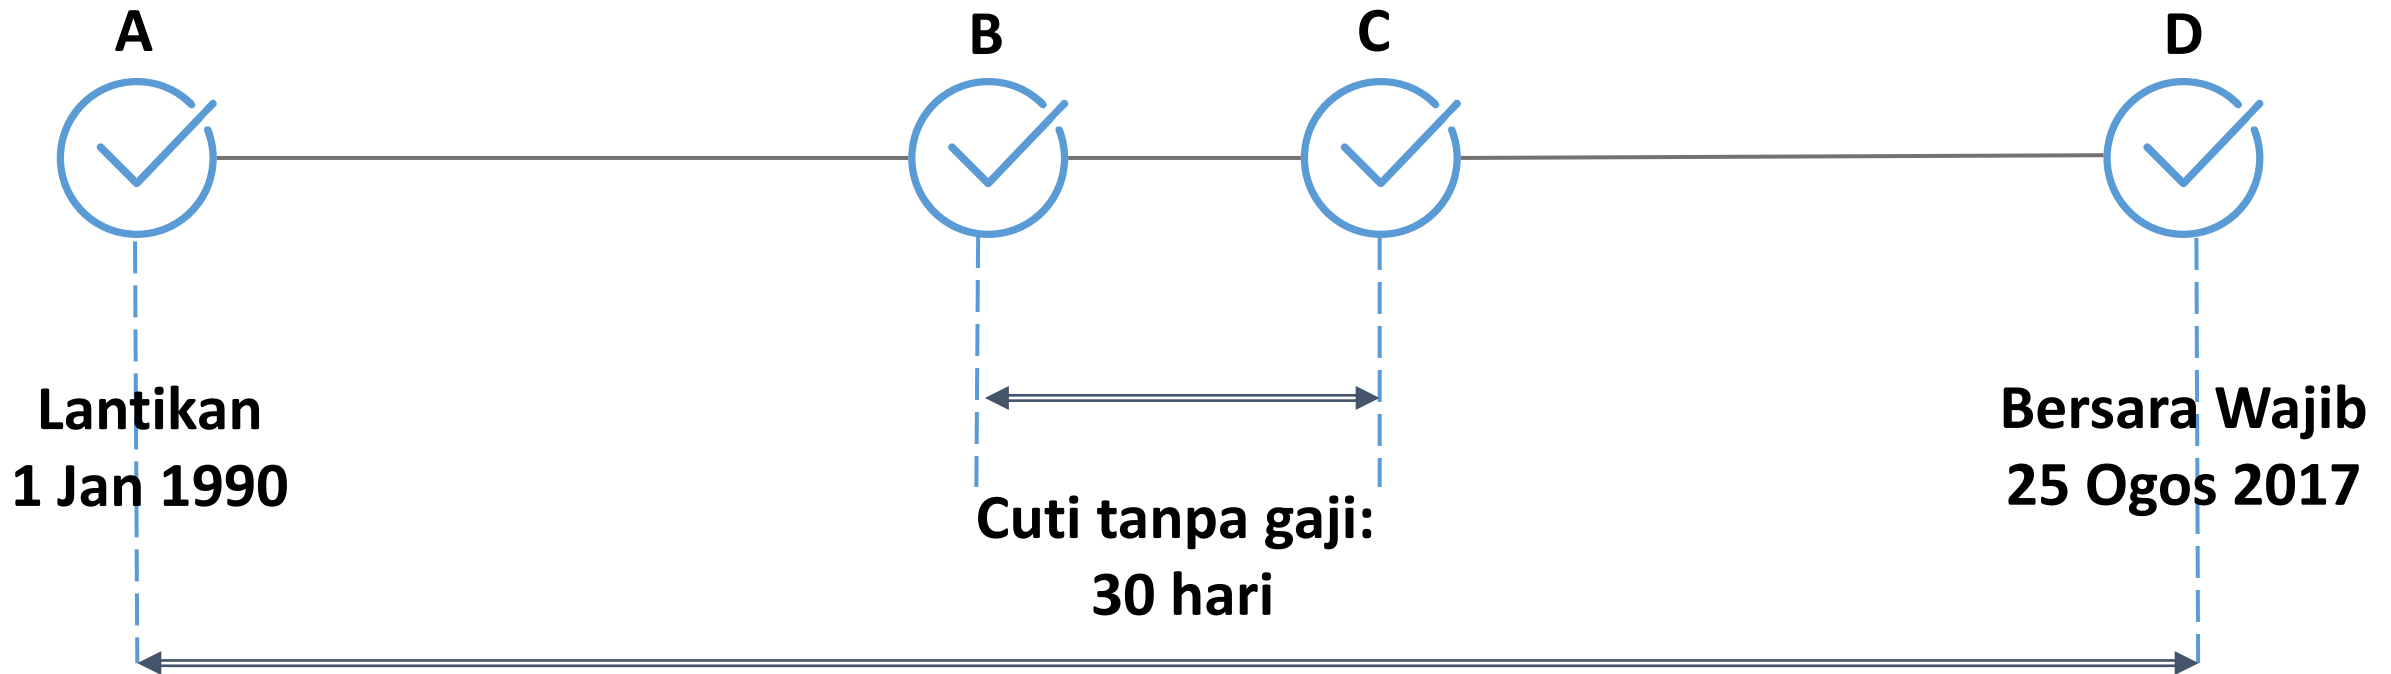 A
B
C
D
Lantikan
1 Jan 1990
Cuti tanpa gaji:
30 hari
Bersara Wajib
25 Ogos 2017